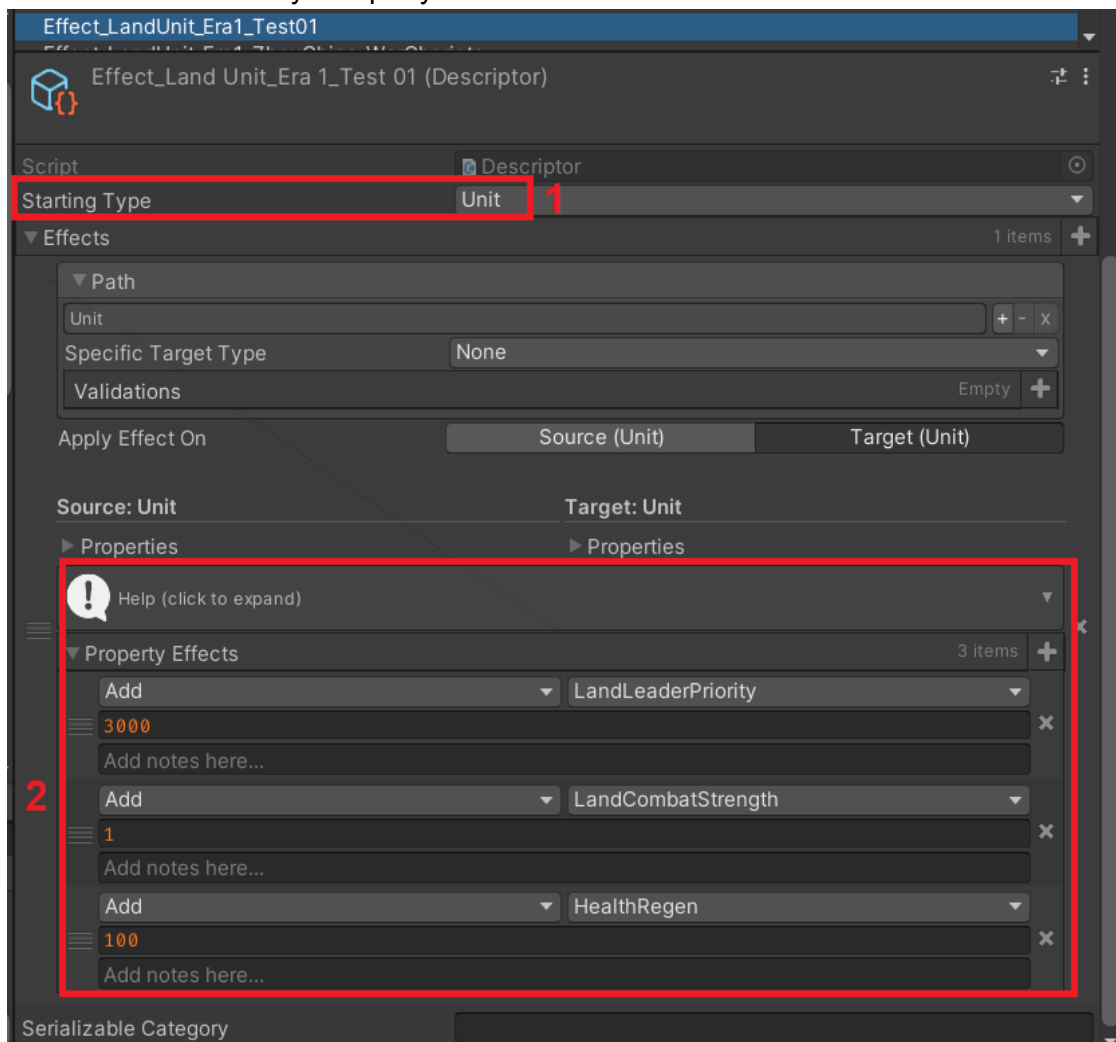 Effect_LandUnit_Era1_Test01
Effect_Land Unit_Era 1_Test 01 (Descriptor)
Script Descriptor
Starting Type Unit 1
Effects 1 items +
Path
Unit + - x
Specific Target Type None
Validations Empty +
Apply Effect On Source (Unit) Target (Unit)
Source: Unit Target: Unit
Properties Properties
! Help (click to expand)
Property Effects 3 items +
Add LandLeaderPriority
3000
Add notes here...
2 Add LandCombatStrength
1
Add notes here...
Add HealthRegen
100
Add notes here...
Serializable Category